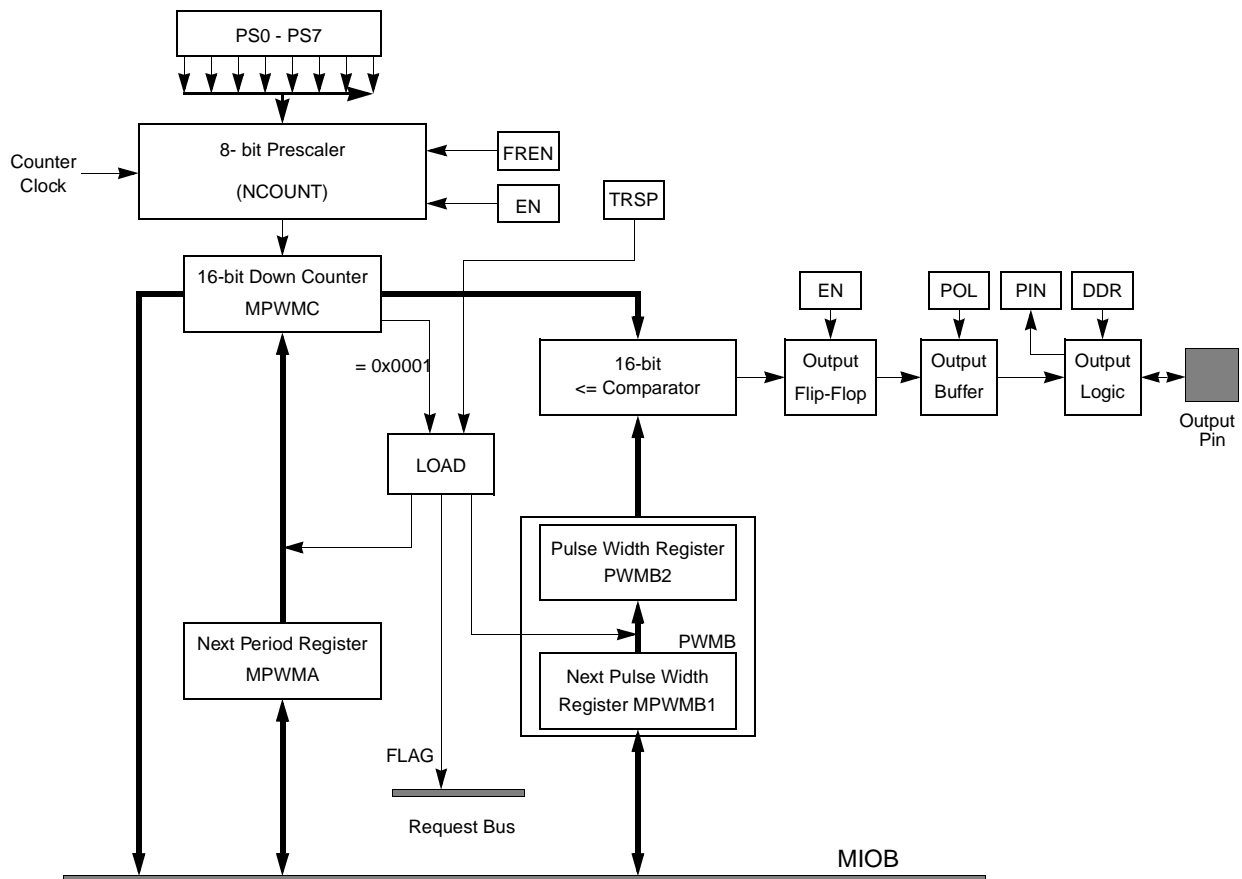 PS0 - PS7
8- bit Prescaler
(NCOUNT)
Counter
Clock
FREN
EN
TRSP
16-bit Down Counter
MPWMC
= 0x0001
EN
POL
PIN
DDR
16-bit
<= Comparator
Output
Flip-Flop
Output
Buffer
Output
Logic
Output
Pin
LOAD
Pulse Width Register
PWMB2
PWMB
Next Period Register
MPWMA
Next Pulse Width
Register MPWMB1
FLAG
Request Bus
MIOB